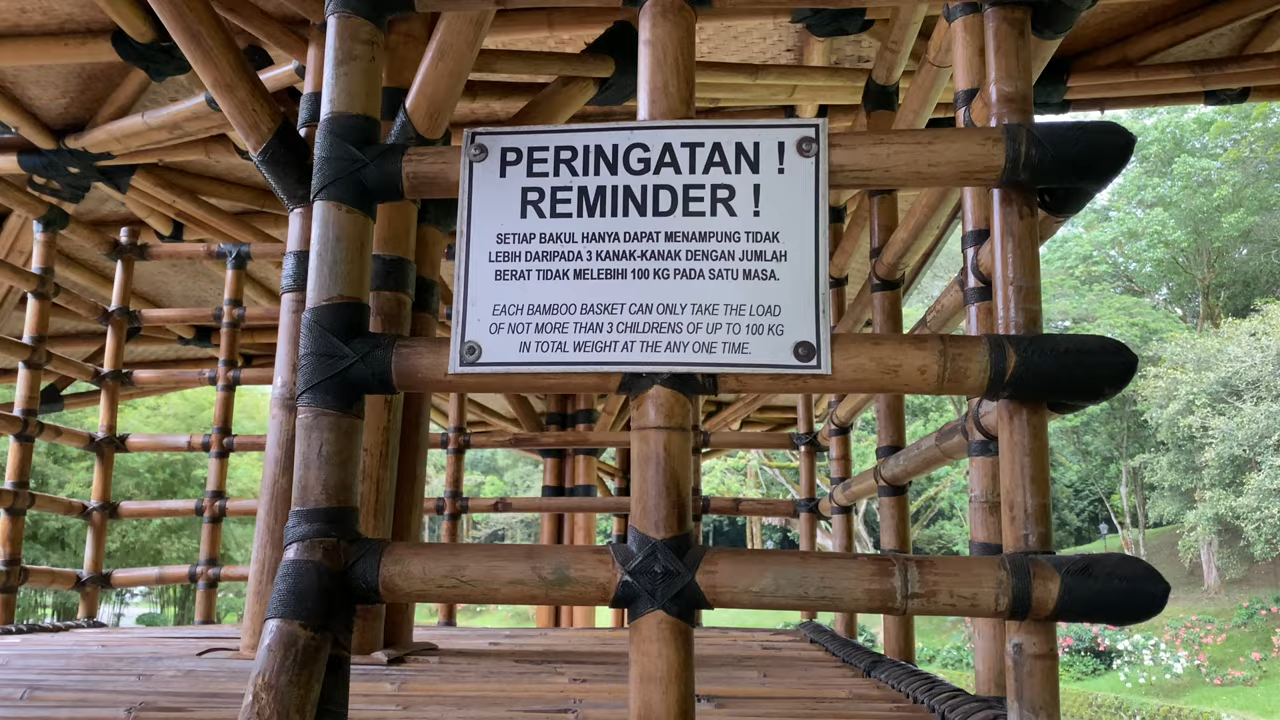 PERINGATAN !
REMINDER !
SETIAP BAKUL HANYA DAPAT MENAMPUNG TIDAK
LEBIH DARIPADA 3 KANAK-KANAK DENGAN JUMLAH
BERAT TIDAK MELEBIHI 100 KG PADA SATU MASA.
EACH BAMBOO BASKET CAN ONLY TAKE THE LOAD
OF NOT MORE THAN 3 CHILDRENS OF UP TO 100 KG
IN TOTAL WEIGHT AT THE ANY ONE TIME.